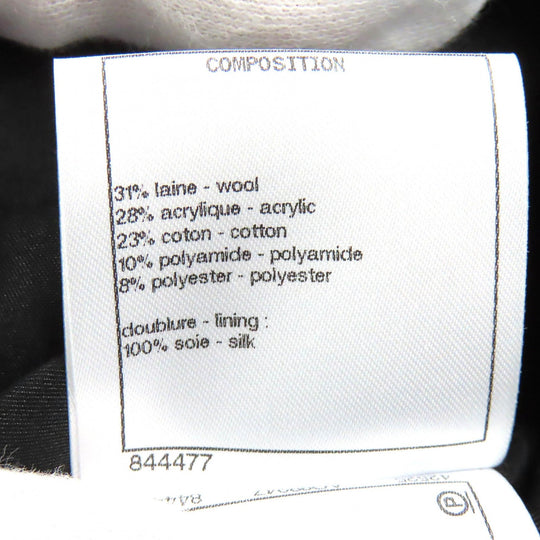 COMPOSITION
31% laine - wool
28% acrylique - acrylic
23% coton - cotton
10% polyamide - polyamide
8% polyester - polyester
doublure - lining :
100% soie - silk
844477
P